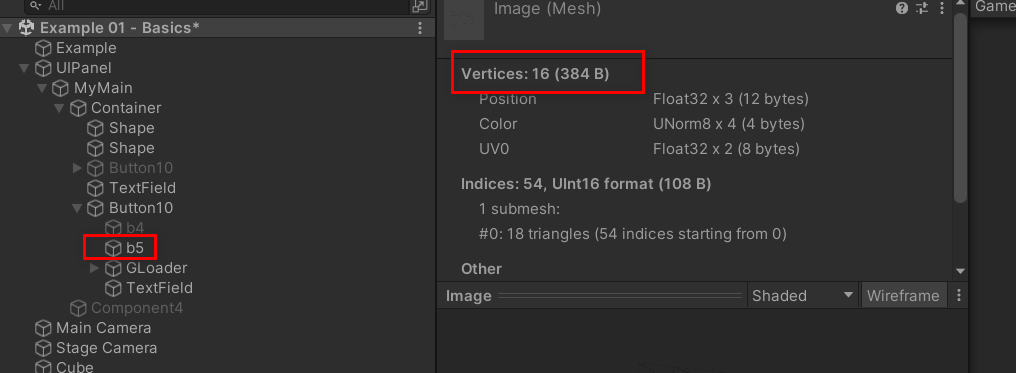 All
Example 01 - Basics*
Example
UIPanel
MyMain
Container
Shape
Shape
Button10
TextField
Button10
b4
b5
GLoader
TextField
Component4
Main Camera
Stage Camera
Cube
Image (Mesh)
Game
Vertices: 16 (384 B)
Position Float32 x 3 (12 bytes)
Color UNorm8 x 4 (4 bytes)
UV0 Float32 x 2 (8 bytes)
Indices: 54, UInt16 format (108 B)
1 submesh:
#0: 18 triangles (54 indices starting from 0)
Other
Image Shaded Wireframe